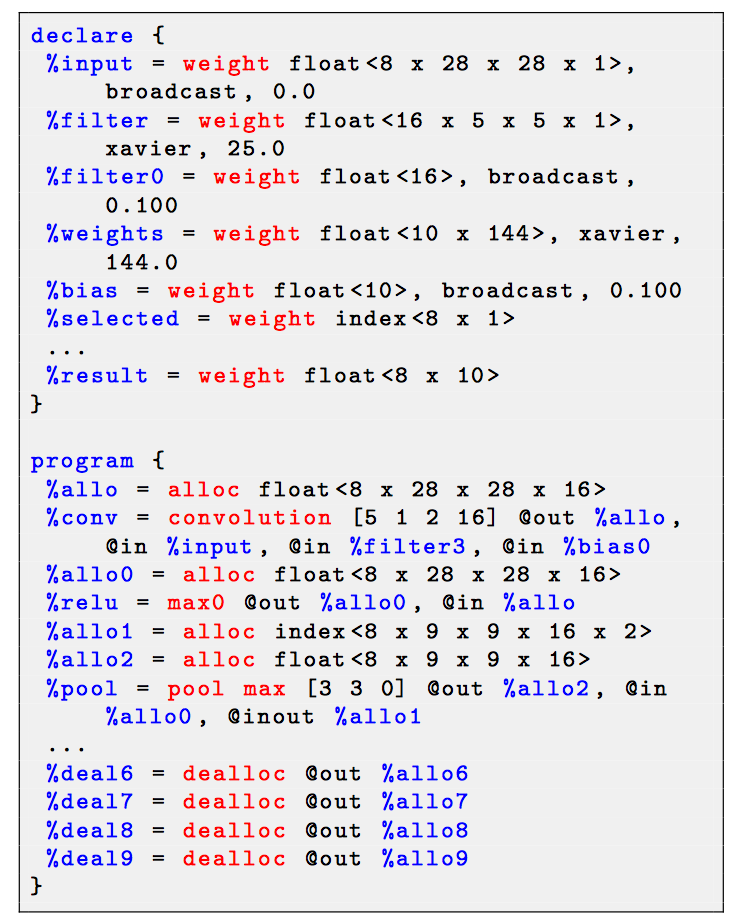 declare {
%input = weight float<8 x 28 x 28 x 1>,
broadcast, 0.0
%filter = weight float<16 x 5 x 5 x 1>,
xavier, 25.0
%filter0 = weight float<16>, broadcast,
0.100
%weights = weight float<10 x 144>, xavier,
144.0
%bias = weight float<10>, broadcast, 0.100
%selected = weight index<8 x 1>
...
%result = weight float<8 x 10>
}
program {
%allo = alloc float<8 x 28 x 28 x 16>
%conv = convolution [5 1 2 16] @out %allo,
@in %input, @in %filter3, @in %bias0
%allo0 = alloc float<8 x 28 x 28 x 16>
%relu = max0 @out %allo0, @in %allo
%allo1 = alloc index<8 x 9 x 9 x 16 x 2>
%allo2 = alloc float<8 x 9 x 9 x 16>
%pool = pool max [3 3 0] @out %allo2, @in
%allo0, @inout %allo1
...
%deal6 = dealloc @out %allo6
%deal7 = dealloc @out %allo7
%deal8 = dealloc @out %allo8
%deal9 = dealloc @out %allo9
}